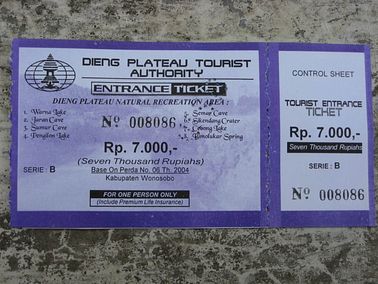 DIENG PLATEAU TOURIST
AUTHORITY
ENTRANCE TICKET
DIENG PLATEAU NATURAL RECREATION AREA :
1. Warna Lake
2. Juran Cave
3. Sumur Cave
4. Pengilon Lake
5. Semar Cave
6. Sikendang Crater
7. Lebong Lake
8. Bimolukar Spring
Nº 008086
Rp. 7.000,-
(Seven Thousand Rupiahs)
SERIE : B
Base On Perda No. 06 Th. 2004
Kabupaten Wonosobo
FOR ONE PERSON ONLY
(Include Premium Life Insurance)
CONTROL SHEET
TOURIST ENTRANCE
TICKET
Rp. 7.000,-
(Seven Thousand Rupiahs)
SERIE : B
Nº 008086